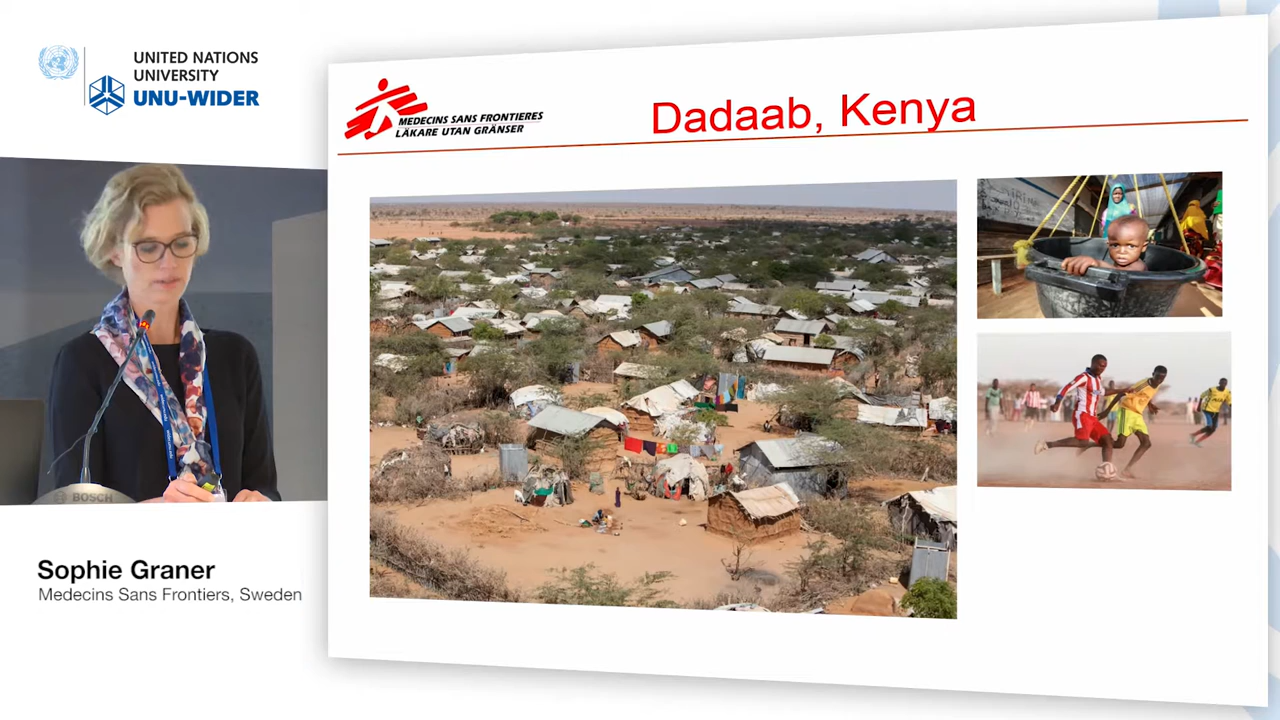 UNITED NATIONS
UNIVERSITY
UNU-WIDER
MEDECINS SANS FRONTIERES
LÄKARE UTAN GRÄNSER
Dadaab, Kenya
BOSCH
Sophie Graner
Medecins Sans Frontiers, Sweden